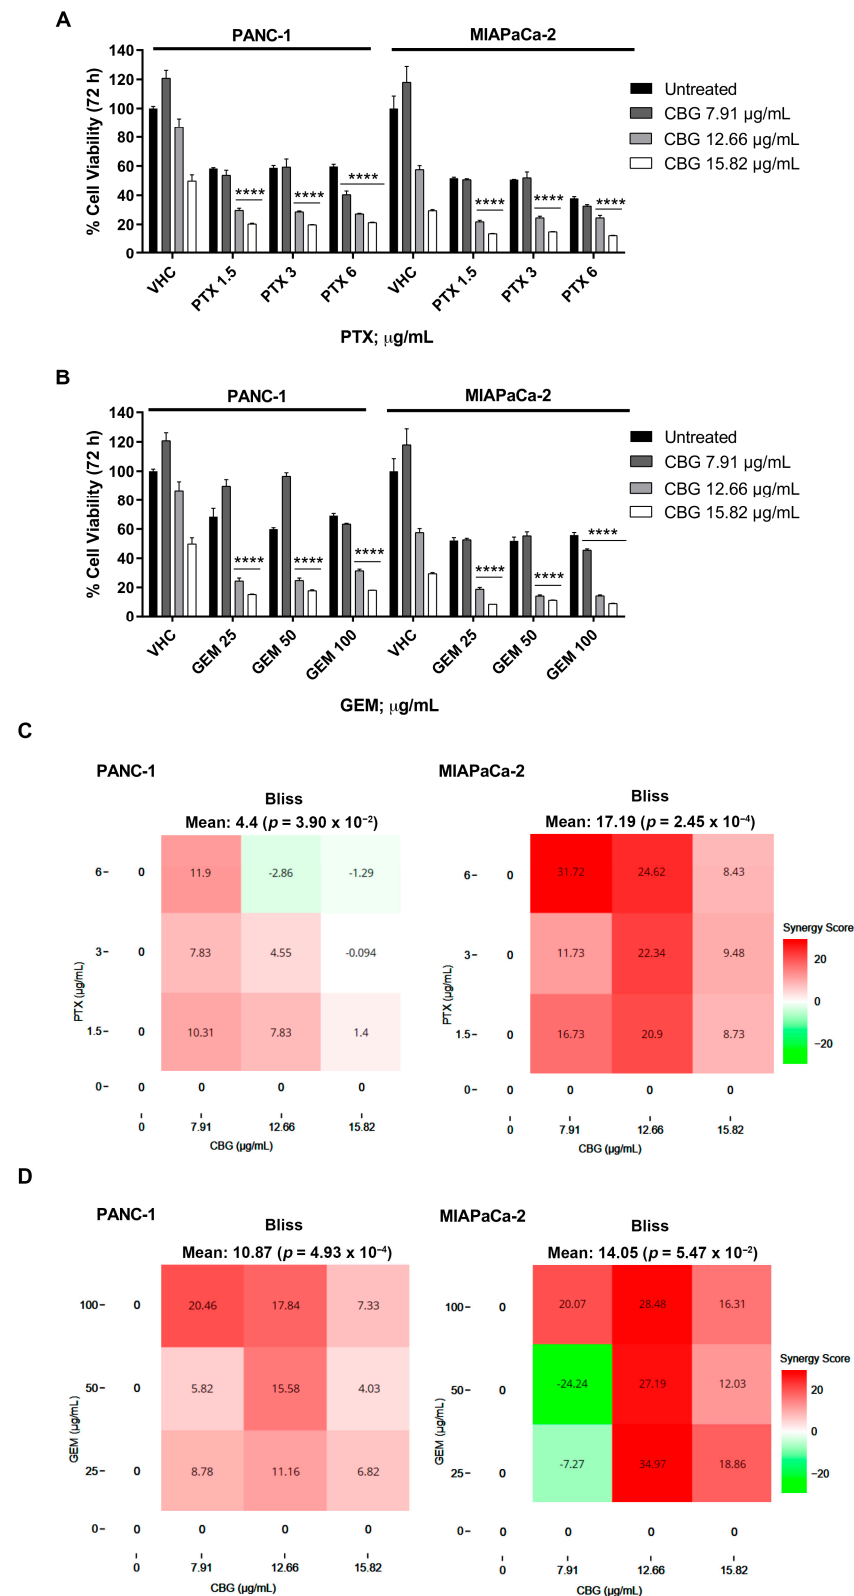 A
PANC-1
MIAPaCa-2
% Cell Viability (72 h)
140
120
100
80
60
40
20
0
****
****
****
****
****
****
VHC
PTX 1.5
PTX 3
PTX 6
VHC
PTX 1.5
PTX 3
PTX 6
PTX; µg/mL
Untreated
CBG 7.91 µg/mL
CBG 12.66 µg/mL
CBG 15.82 µg/mL
B
PANC-1
MIAPaCa-2
% Cell Viability (72 h)
140
120
100
80
60
40
20
0
****
****
****
****
****
****
VHC
GEM 25
GEM 50
GEM 100
VHC
GEM 25
GEM 50
GEM 100
GEM; µg/mL
Untreated
CBG 7.91 µg/mL
CBG 12.66 µg/mL
CBG 15.82 µg/mL
C
PANC-1
Bliss
Mean: 4.4 (p = 3.90 x 10⁻²)
PTX (µg/mL)
6 0 11.9 -2.86 -1.29
3 0 7.83 4.55 -0.094
1.5 0 10.31 7.83 1.4
0 0 0 0
0 7.91 12.66 15.82
CBG (µg/mL)
MIAPaCa-2
Bliss
Mean: 17.19 (p = 2.45 x 10⁻⁴)
PTX (µg/mL)
6 0 31.72 24.62 8.43
3 0 11.73 22.34 9.48
1.5 0 16.73 20.9 8.73
0 0 0 0
0 7.91 12.66 15.82
CBG (µg/mL)
Synergy Score
20
0
−20
D
PANC-1
Bliss
Mean: 10.87 (p = 4.93 x 10⁻⁴)
GEM (µg/mL)
100 0 20.46 17.84 7.33
50 0 5.82 15.58 4.03
25 0 8.78 11.16 6.82
0 0 0 0
0 7.91 12.66 15.82
CBG (µg/mL)
MIAPaCa-2
Bliss
Mean: 14.05 (p = 5.47 x 10⁻²)
GEM (µg/mL)
100 0 20.07 28.48 16.31
50 0 -24.24 27.19 12.03
25 0 -7.27 34.97 18.86
0 0 0 0
0 7.91 12.66 15.82
CBG (µg/mL)
Synergy Score
20
0
−20